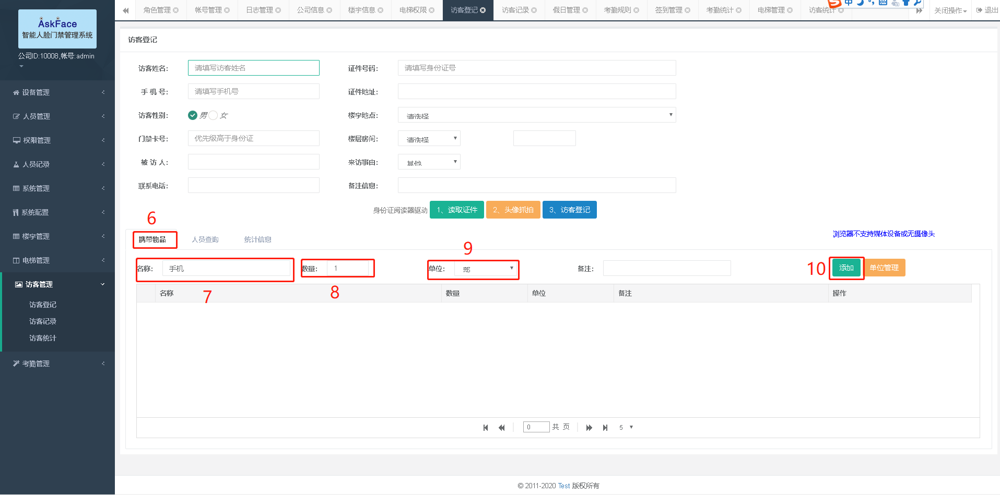 AskFace
智能人脸门禁管理系统
公司ID:10008,帐号:admin
设备管理
人员管理
权限管理
人员记录
系统管理
系统配置
楼宇管理
电梯管理
访客管理
访客登记
访客记录
访客统计
考勤管理
角色管理 帐号管理 日志管理 公司信息 楼宇信息 电梯权限 访客登记 访客记录 假日管理 考勤规则 签到管理 考勤统计 电梯管理 访客统计 关闭操作 退出
中
访客登记
访客姓名: 请填写访客姓名 证件号码: 请填写身份证号
手 机 号: 请填写手机号 证件地址:
访客性别: 男 女 楼宇地点: 请选择
门禁卡号: 优先级高于身份证 楼层房间: 请选择
被 访 人: 来访事由: 其他
联系电话: 备注信息:
身份证阅读器驱动 1、读取证件 2、头像抓拍 3、访客登记
6
携带物品 人员查询 统计信息
浏览器不支持媒体设备或无摄像头
9
名称: 手机 数量: 1 单位: 部 备注: 10 添加 单位管理
7 8
名称 数量 单位 备注 操作
0 共 页 5
© 2011-2020 Test 版权所有